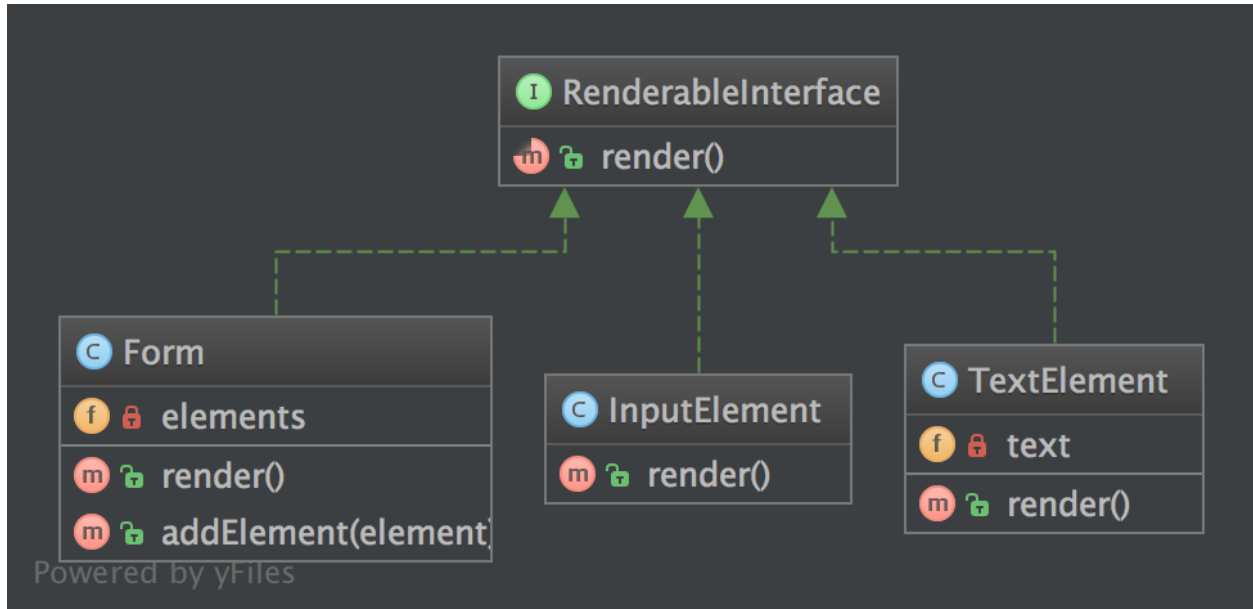 I RenderableInterface
m render()
C Form
f elements
m render()
m addElement(element)
C InputElement
m render()
C TextElement
f text
m render()
Powered by yFiles